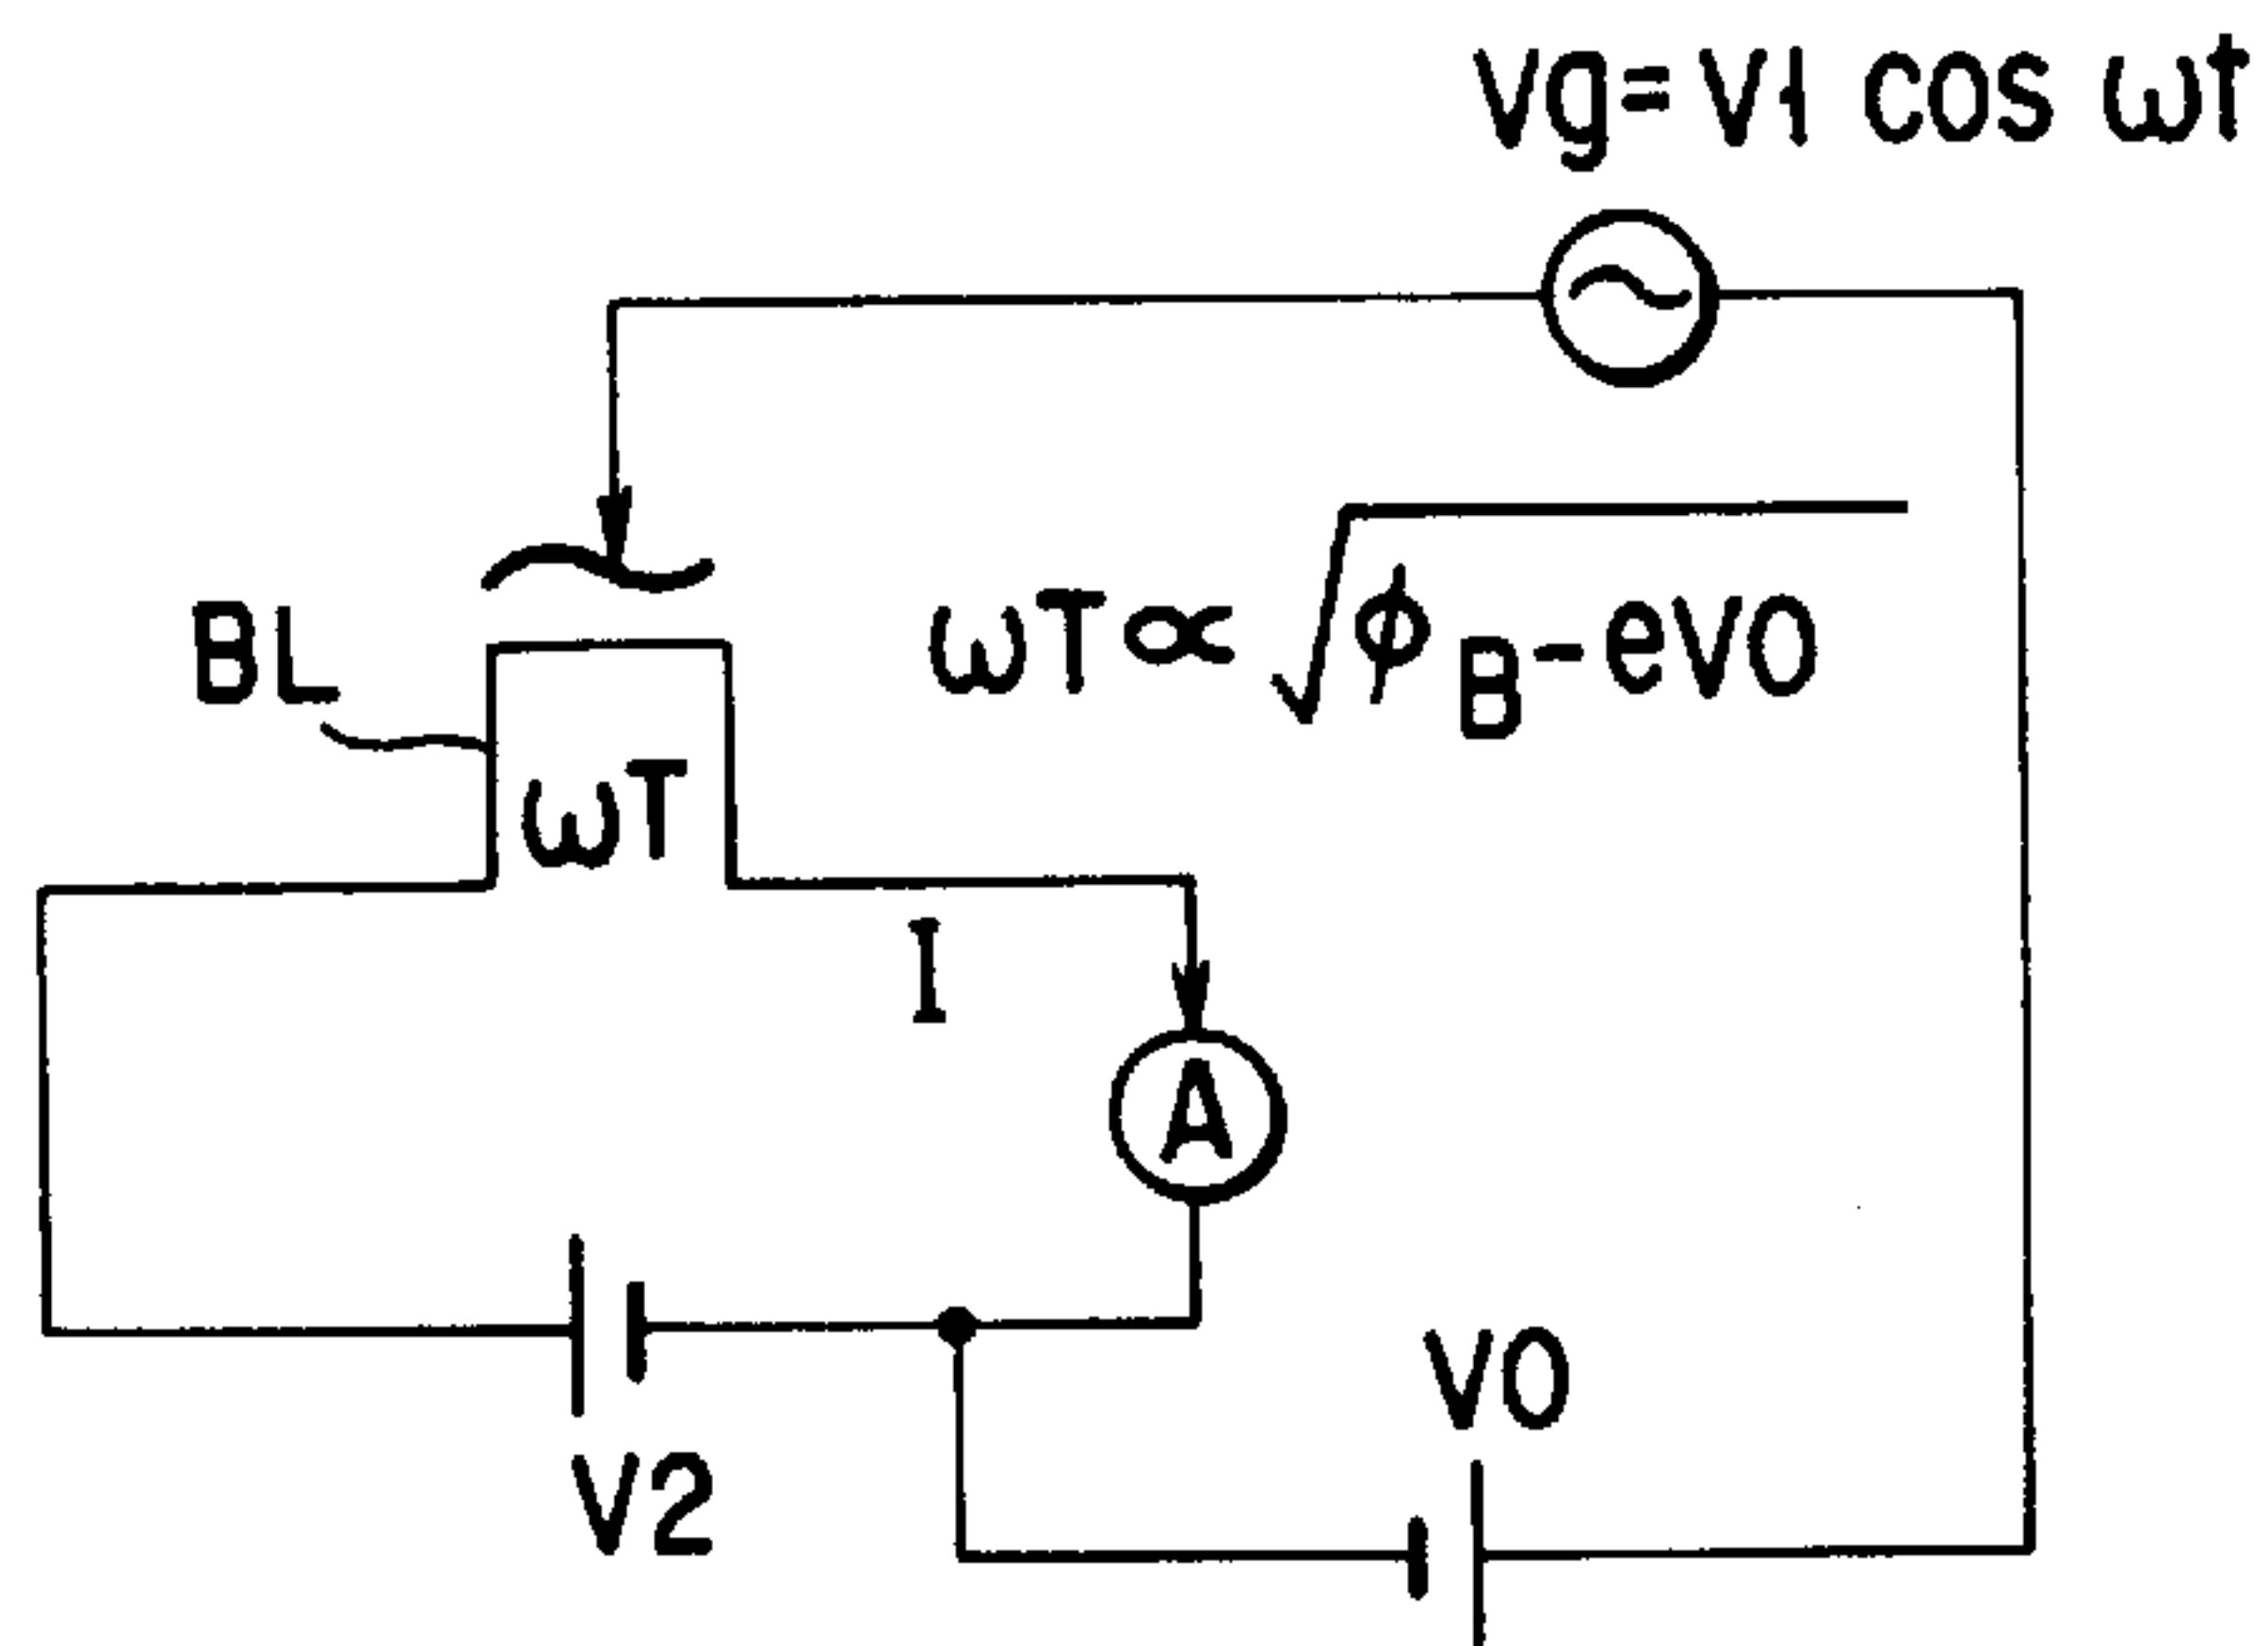 Vg= V1 cos ωt
BL
ωT∝√ϕB-eV0
ωT
I
A
V0
V2